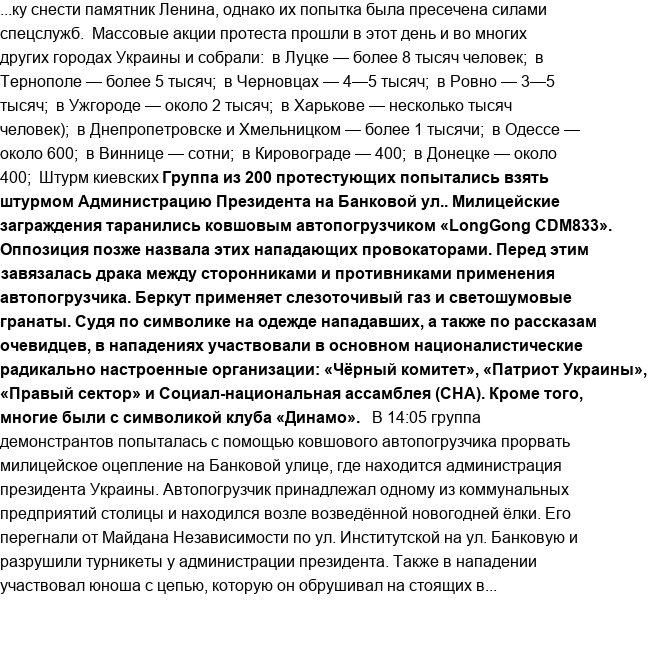 ...ку снести памятник Ленина, однако их попытка была пресечена силами
спецслужб. Массовые акции протеста прошли в этот день и во многих
других городах Украины и собрали: в Луцке — более 8 тысяч человек; в
Тернополе — более 5 тысяч; в Черновцах — 4—5 тысяч; в Ровно — 3—5
тысяч; в Ужгороде — около 2 тысяч; в Харькове — несколько тысяч
человек); в Днепропетровске и Хмельницком — более 1 тысячи; в Одессе —
около 600; в Виннице — сотни; в Кировограде — 400; в Донецке — около
400; Штурм киевских Группа из 200 протестующих попытались взять
штурмом Администрацию Президента на Банковой ул.. Милицейские
заграждения таранились ковшовым автопогрузчиком «LongGong CDM833».
Оппозиция позже назвала этих нападающих провокаторами. Перед этим
завязалась драка между сторонниками и противниками применения
автопогрузчика. Беркут применяет слезоточивый газ и светошумовые
гранаты. Судя по символике на одежде нападавших, а также по рассказам
очевидцев, в нападениях участвовали в основном националистические
радикально настроенные организации: «Чёрный комитет», «Патриот Украины»,
«Правый сектор» и Социал-национальная ассамблея (СНА). Кроме того,
многие были с символикой клуба «Динамо». В 14:05 группа
демонстрантов попыталась с помощью ковшового автопогрузчика прорвать
милицейское оцепление на Банковой улице, где находится администрация
президента Украины. Автопогрузчик принадлежал одному из коммунальных
предприятий столицы и находился возле возведённой новогодней ёлки. Его
перегнали от Майдана Независимости по ул. Институтской на ул. Банковую и
разрушили турникеты у администрации президента. Также в нападении
участвовал юноша с цепью, которую он обрушивал на стоящих в...